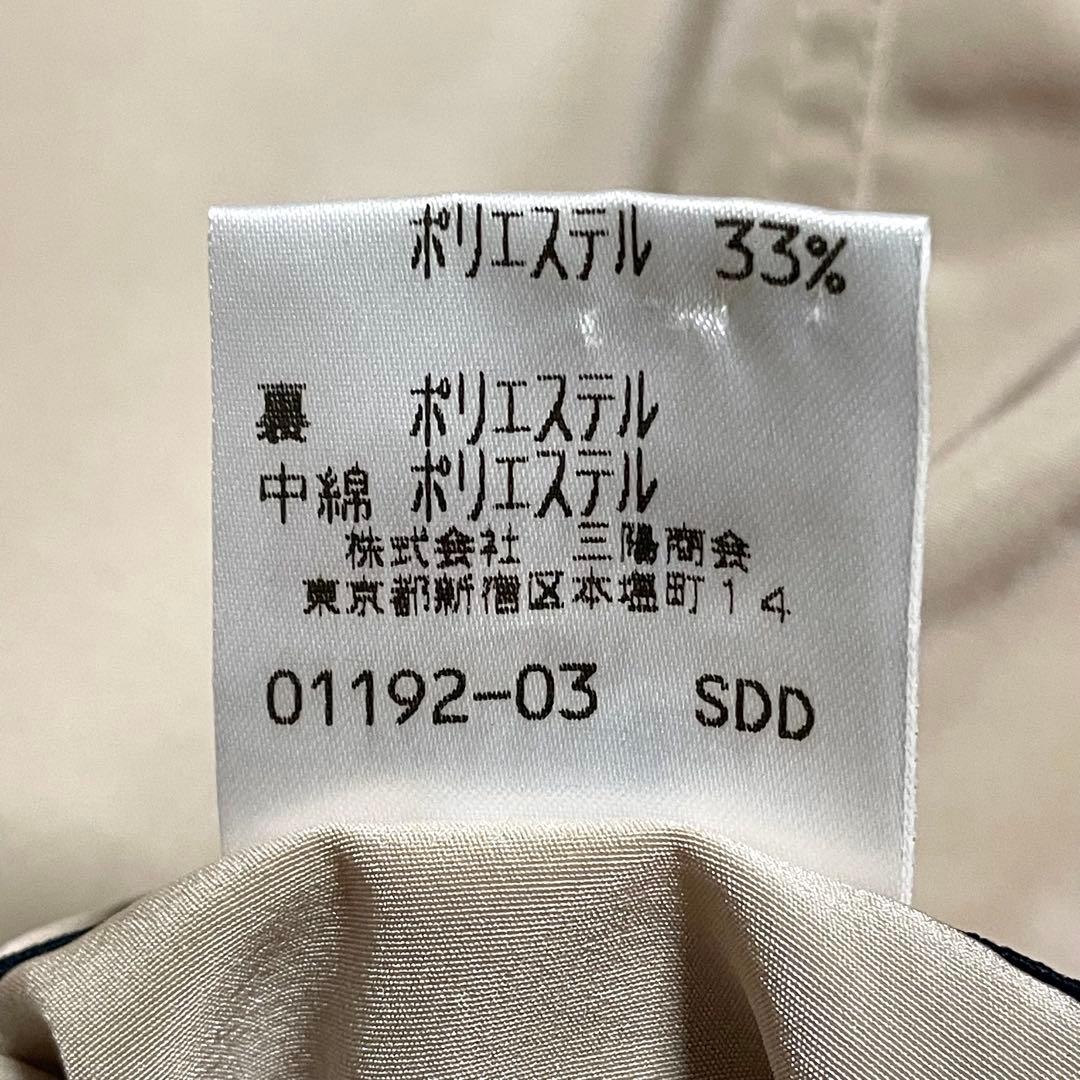 ポリエステル 33%
裏 ポリエステル
中綿 ポリエステル
株式会社 三陽商会
東京都新宿区本塩町14
01192-03 SDD